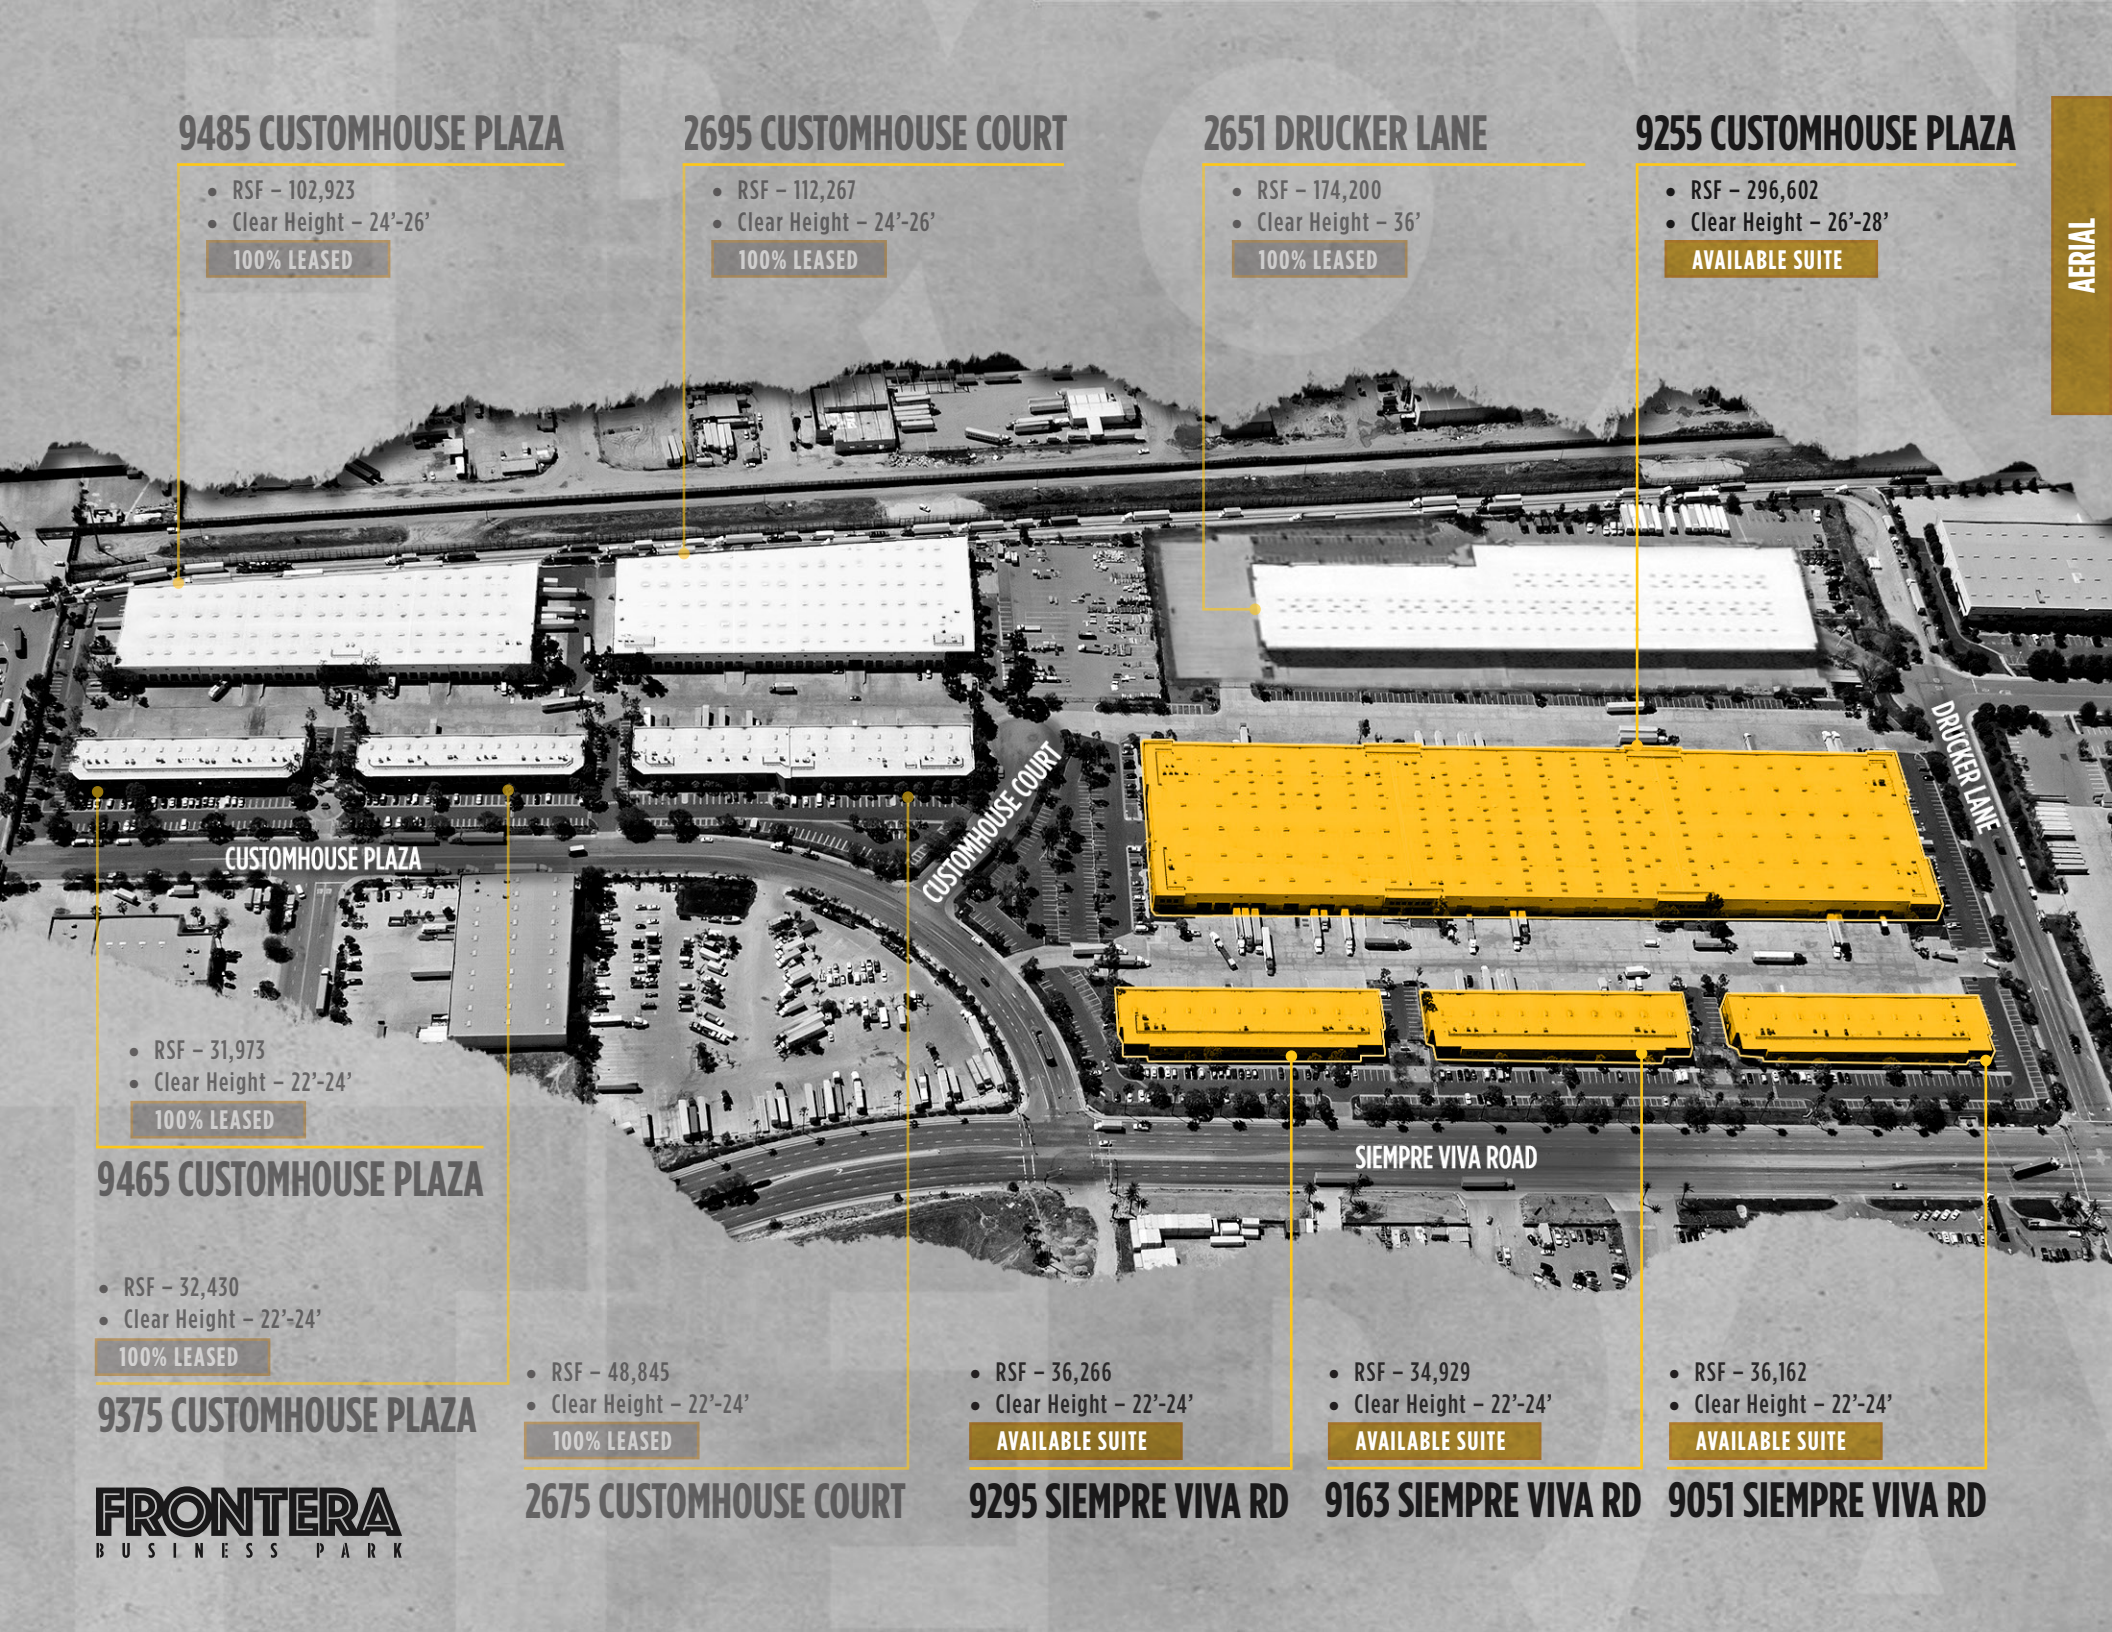 9485 CUSTOMHOUSE PLAZA
• RSF – 102,923
• Clear Height – 24’-26’
100% LEASED
2695 CUSTOMHOUSE COURT
• RSF – 112,267
• Clear Height – 24’-26’
100% LEASED
2651 DRUCKER LANE
• RSF – 174,200
• Clear Height – 36’
100% LEASED
9255 CUSTOMHOUSE PLAZA
• RSF – 296,602
• Clear Height – 26’-28’
AVAILABLE SUITE
AERIAL
DRUCKER LANE
CUSTOMHOUSE COURT
CUSTOMHOUSE PLAZA
SIEMPRE VIVA ROAD
• RSF – 31,973
• Clear Height – 22’-24’
100% LEASED
9465 CUSTOMHOUSE PLAZA
• RSF – 32,430
• Clear Height – 22’-24’
100% LEASED
9375 CUSTOMHOUSE PLAZA
• RSF – 48,845
• Clear Height – 22’-24’
100% LEASED
2675 CUSTOMHOUSE COURT
• RSF – 36,266
• Clear Height – 22’-24’
AVAILABLE SUITE
9295 SIEMPRE VIVA RD
• RSF – 34,929
• Clear Height – 22’-24’
AVAILABLE SUITE
9163 SIEMPRE VIVA RD
• RSF – 36,162
• Clear Height – 22’-24’
AVAILABLE SUITE
9051 SIEMPRE VIVA RD
FRONTERA
BUSINESS PARK